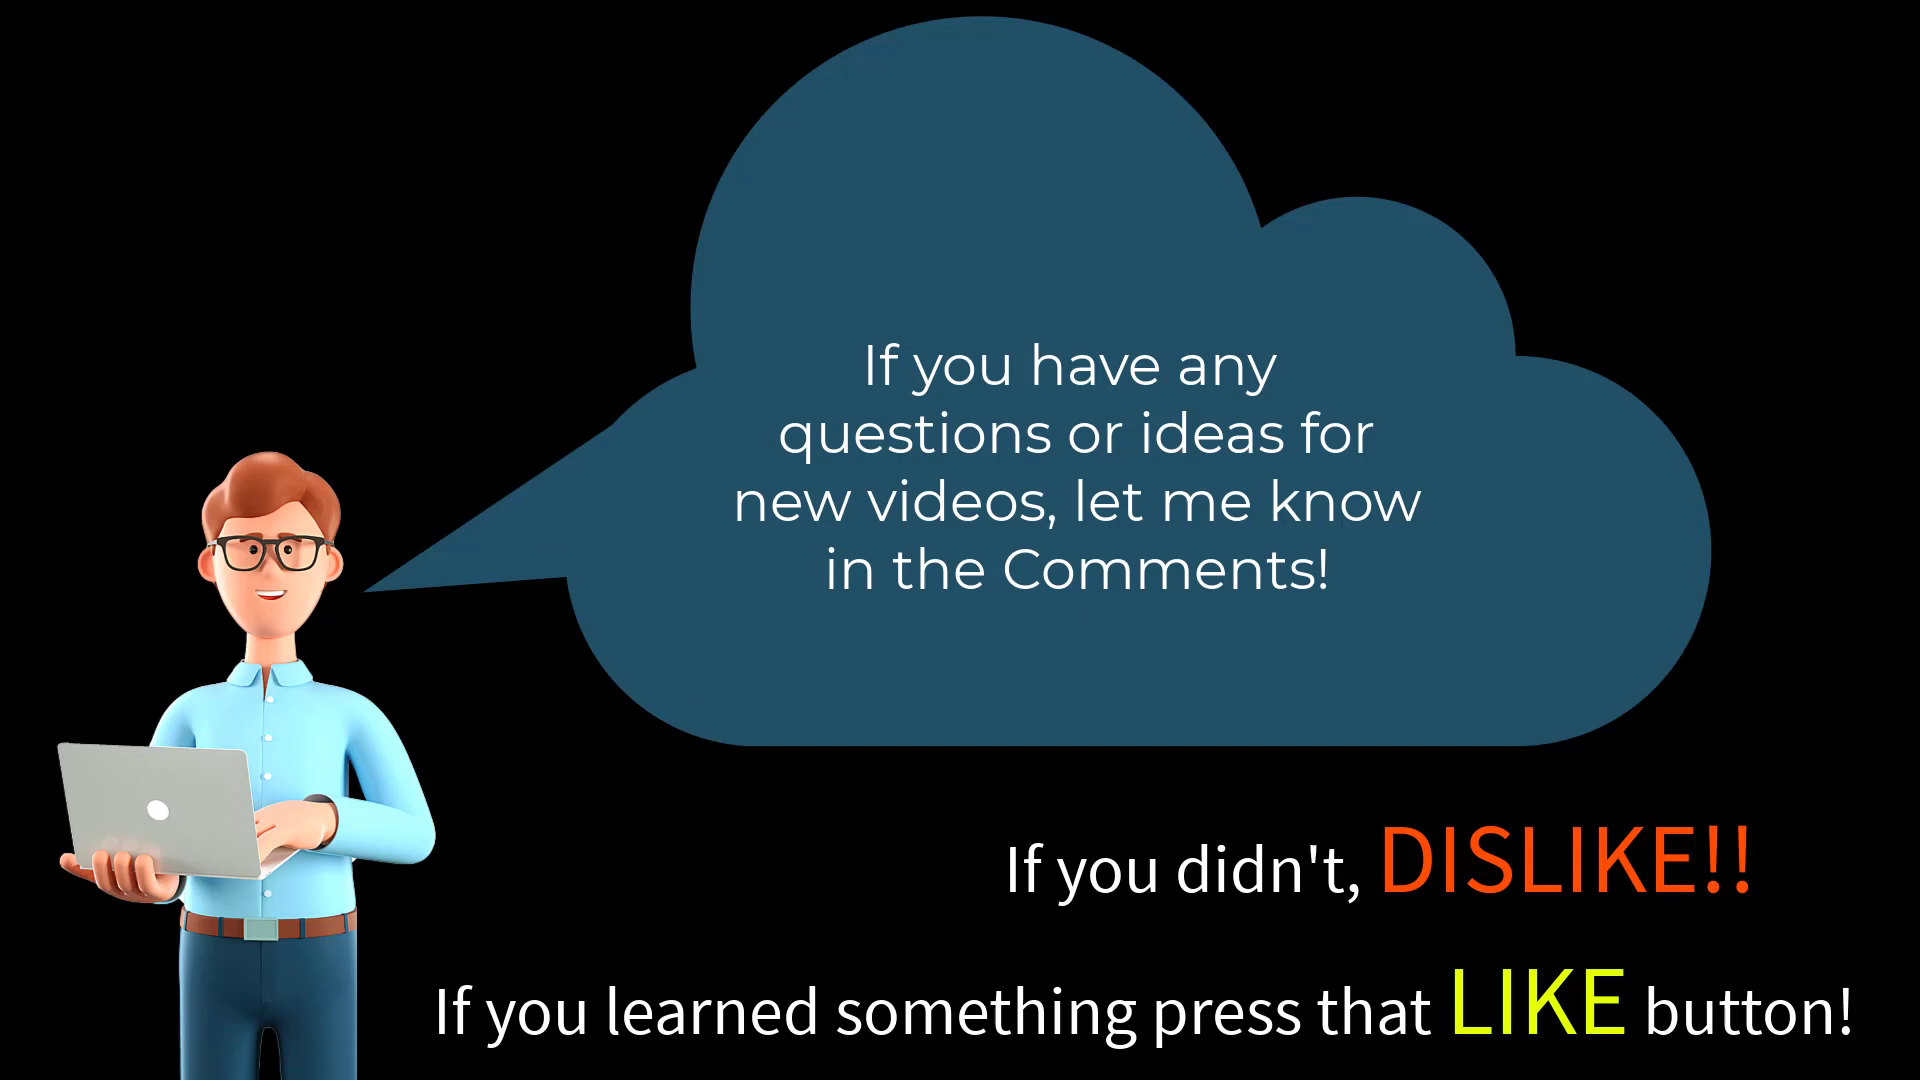 If you have any
questions or ideas for
new videos, let me know
in the Comments!
If you didn't, DISLIKE!!
If you learned something press that LIKE button!